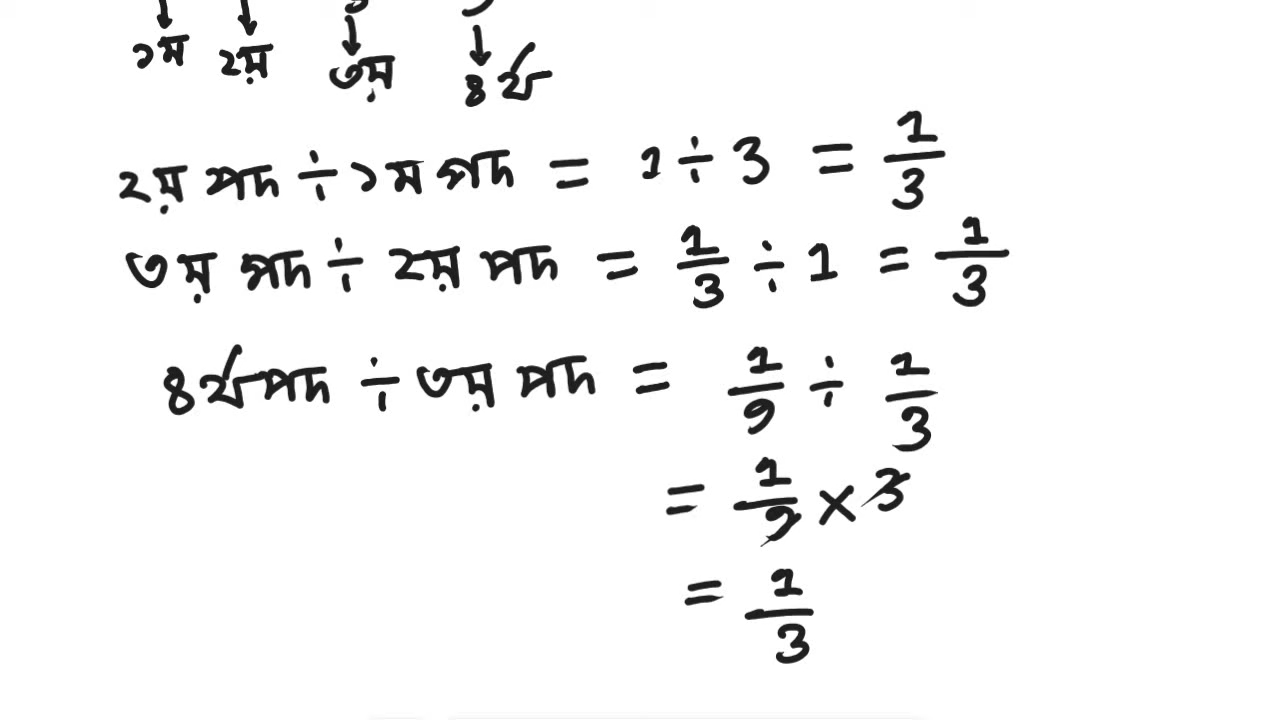 ১ম ২য় ৩য় ৪র্থ
২য় পদ ÷ ১ম পদ = 1 ÷ 3 = 1/3
৩য় পদ ÷ ২য় পদ = 1/3 ÷ 1 = 1/3
৪র্থ পদ ÷ ৩য় পদ = 1/9 ÷ 1/3
= 1/9 × 3
= 1/3